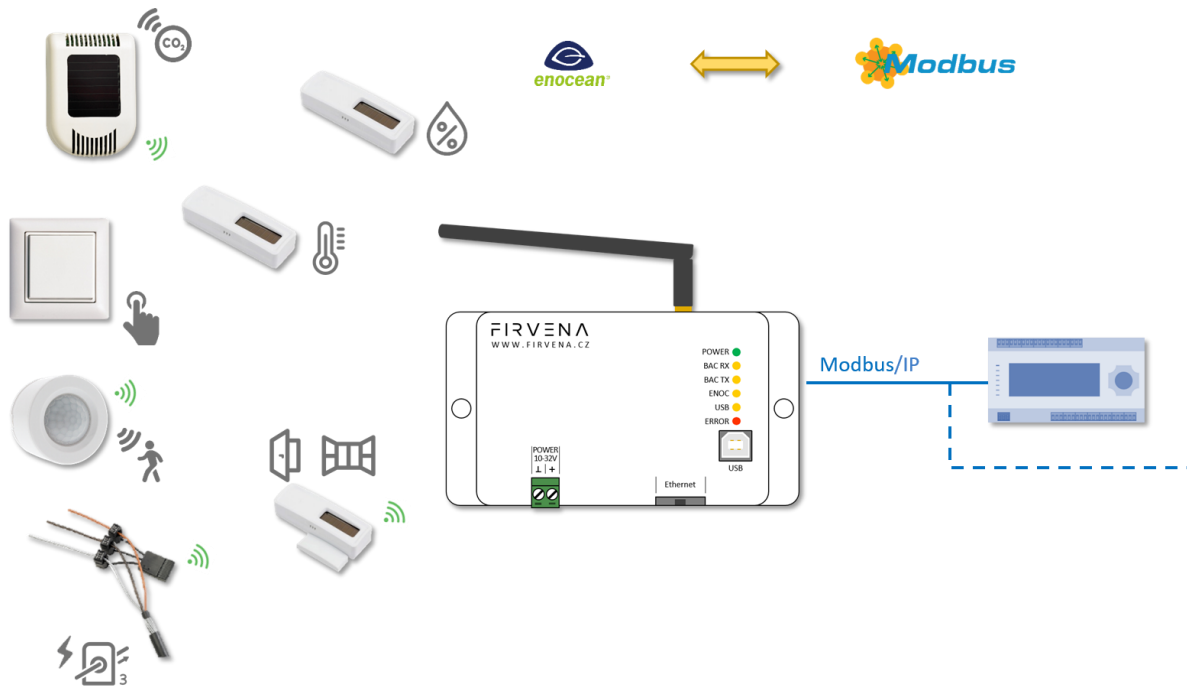 CO2
enocean®
Modbus
%
FIRVENA
WWW.FIRVENA.CZ
POWER
BAC RX
BAC TX
ENOC
USB
ERROR
USB
POWER
10-32V
⊥ +
Ethernet
Modbus/IP
3